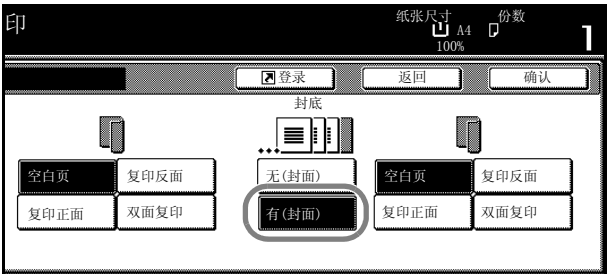 印
纸张尺寸
份数
A4
100%
1
登录
返回
确认
封底
空白页
复印反面
无(封面)
空白页
复印反面
复印正面
双面复印
有(封面)
复印正面
双面复印